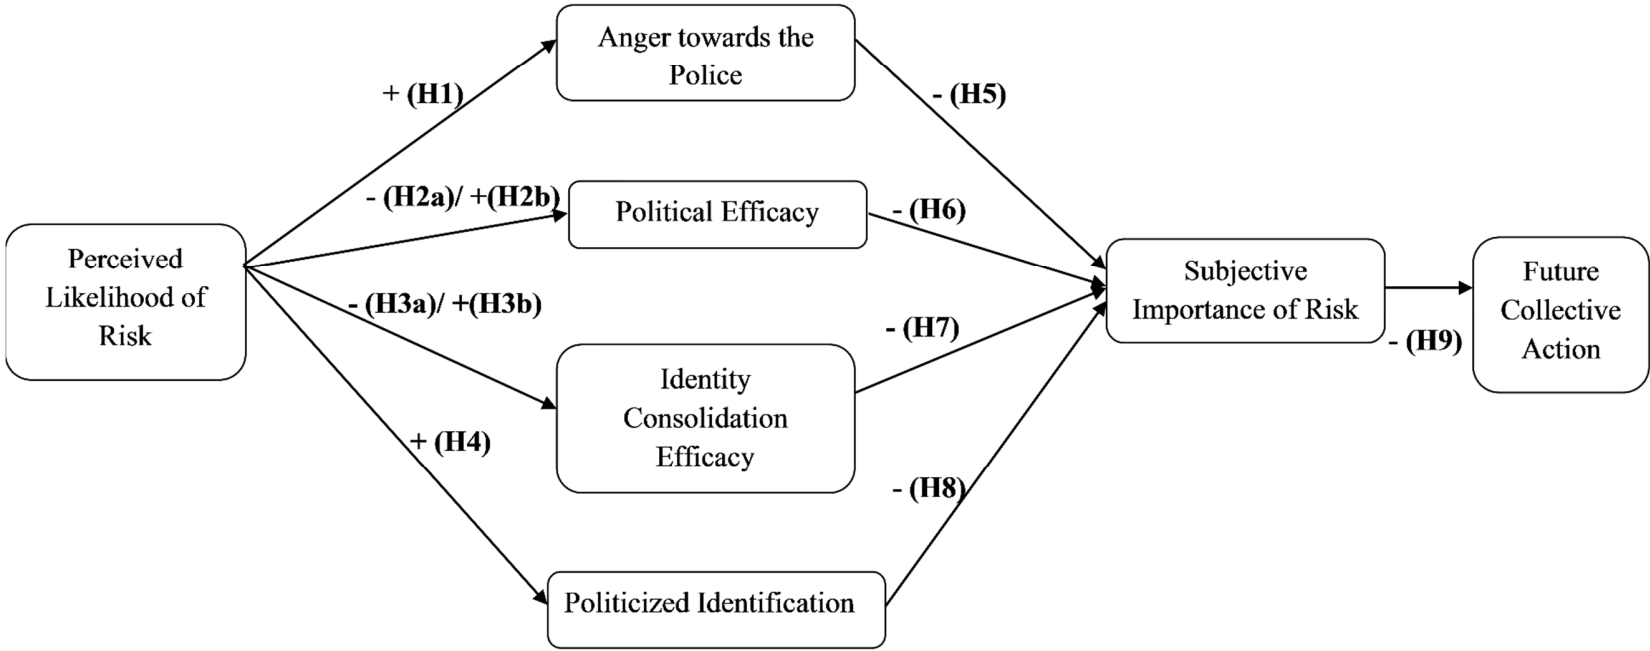 Anger towards the
Police
+ (H1)
- (H5)
- (H2a)/ +(H2b)
Political Efficacy
- (H6)
Perceived
Likelihood of
Risk
- (H3a)/ +(H3b)
Subjective
Importance of Risk
Future
Collective
Action
- (H7)
- (H9)
Identity
Consolidation
Efficacy
+ (H4)
- (H8)
Politicized Identification